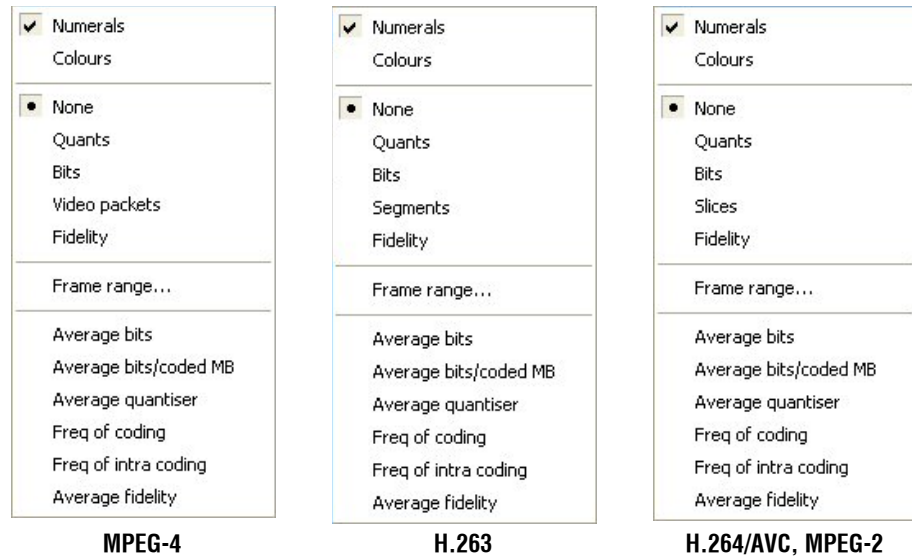 Numerals
Colours
None
Quants
Bits
Video packets
Fidelity
Frame range...
Average bits
Average bits/coded MB
Average quantiser
Freq of coding
Freq of intra coding
Average fidelity
MPEG-4
Numerals
Colours
None
Quants
Bits
Segments
Fidelity
Frame range...
Average bits
Average bits/coded MB
Average quantiser
Freq of coding
Freq of intra coding
Average fidelity
H.263
Numerals
Colours
None
Quants
Bits
Slices
Fidelity
Frame range...
Average bits
Average bits/coded MB
Average quantiser
Freq of coding
Freq of intra coding
Average fidelity
H.264/AVC, MPEG-2